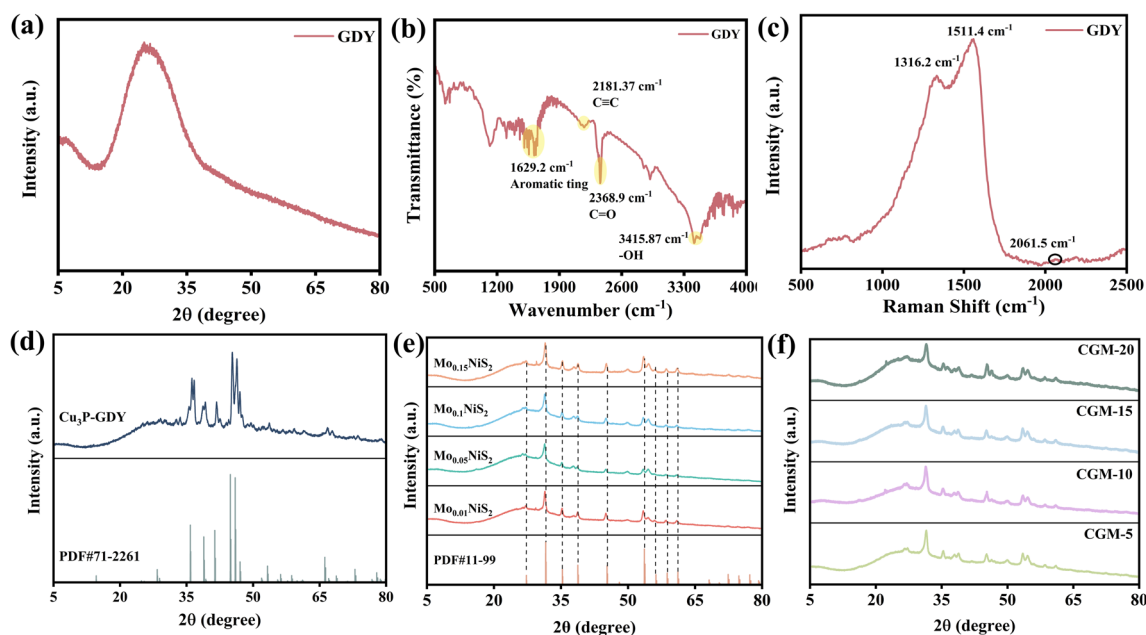 (a)
GDY
Intensity (a.u.)
5 20 35 50 65 80
2θ (degree)
(b)
GDY
2181.37 cm⁻¹
C≡C
1629.2 cm⁻¹
Aromatic ting
2368.9 cm⁻¹
C=O
3415.87 cm⁻¹
-OH
Transmittance (%)
500 1200 1900 2600 3300 4000
Wavenumber (cm⁻¹)
(c)
GDY
1511.4 cm⁻¹
1316.2 cm⁻¹
2061.5 cm⁻¹
Intensity (a.u.)
500 1000 1500 2000 2500
Raman Shift (cm⁻¹)
(d)
Cu₃P-GDY
PDF#71-2261
Intensity (a.u.)
5 20 35 50 65 80
2θ (degree)
(e)
Mo₀.₁₅NiS₂
Mo₀.₁NiS₂
Mo₀.₀₅NiS₂
Mo₀.₀₁NiS₂
PDF#11-99
Intensity (a.u.)
5 20 35 50 65 80
2θ (degree)
(f)
CGM-20
CGM-15
CGM-10
CGM-5
Intensity (a.u.)
5 20 35 50 65 80
2θ (degree)